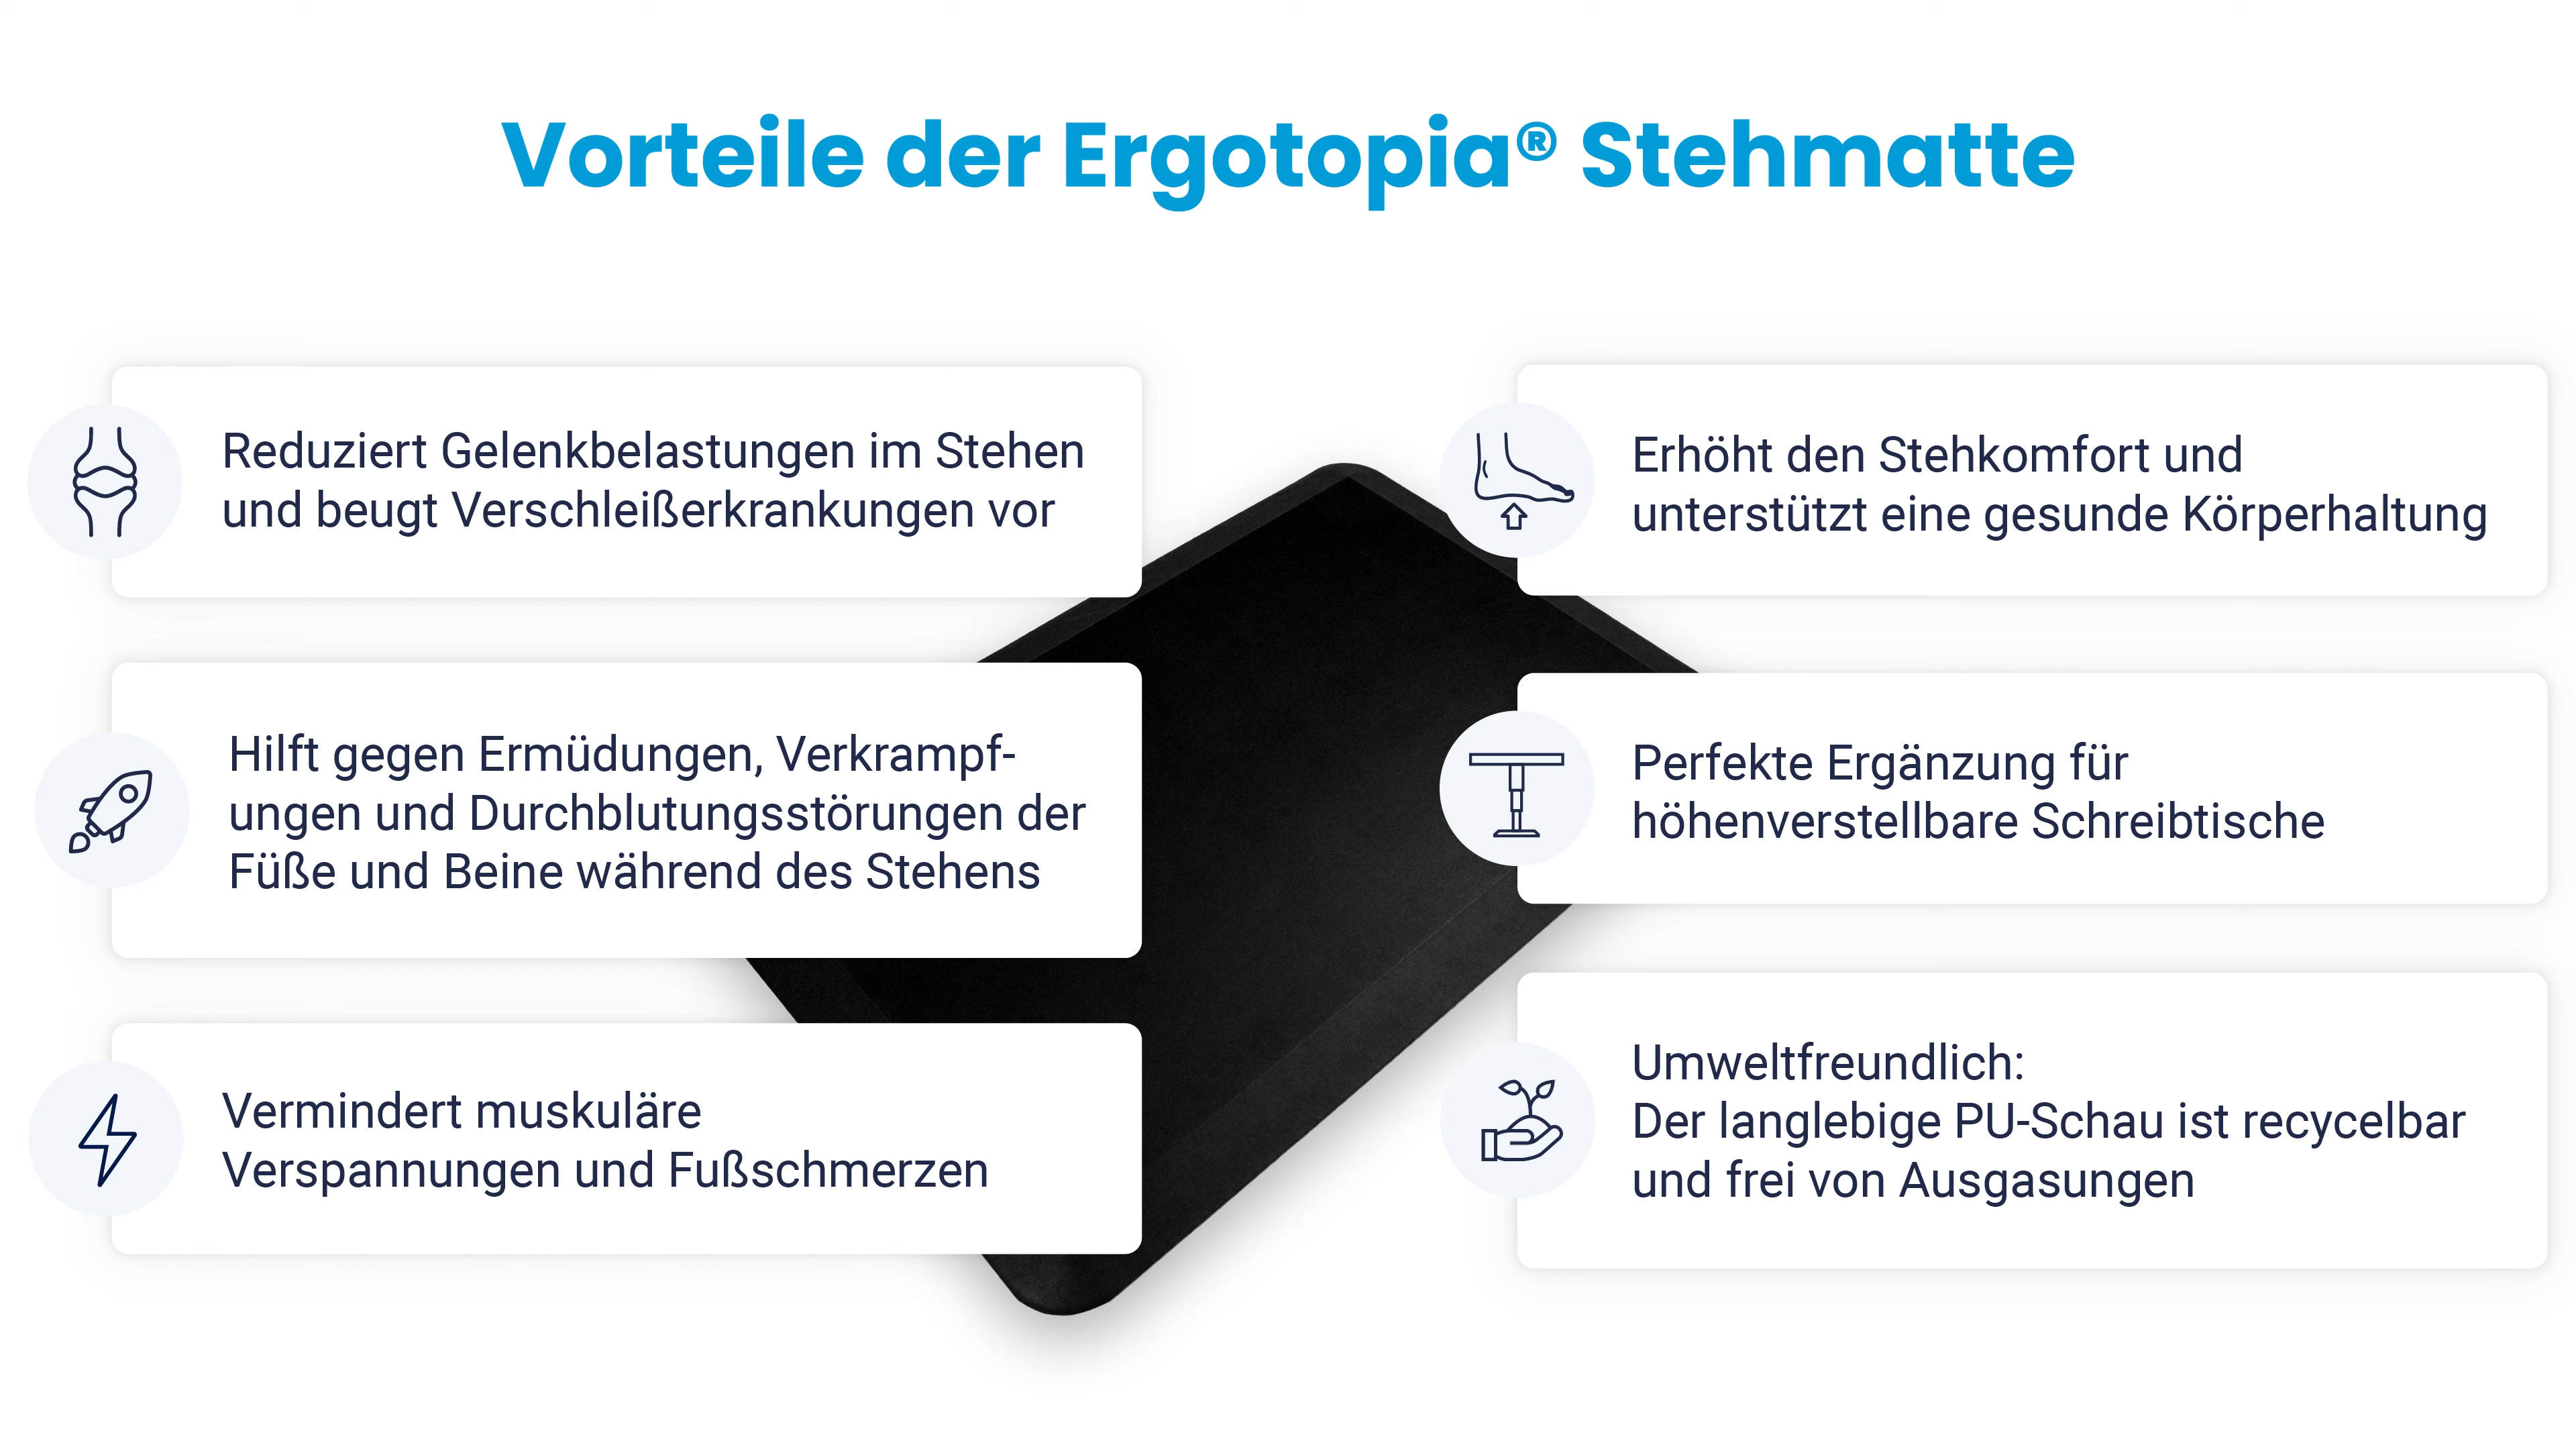 Vorteile der Ergotopia® Stehmatte
Reduziert Gelenkbelastungen im Stehen
und beugt Verschleißerkrankungen vor
Hilft gegen Ermüdungen, Verkrampf-
ungen und Durchblutungsstörungen der
Füße und Beine während des Stehens
Vermindert muskuläre
Verspannungen und Fußschmerzen
Erhöht den Stehkomfort und
unterstützt eine gesunde Körperhaltung
Perfekte Ergänzung für
höhenverstellbare Schreibtische
Umweltfreundlich:
Der langlebige PU-Schau ist recycelbar
und frei von Ausgasungen